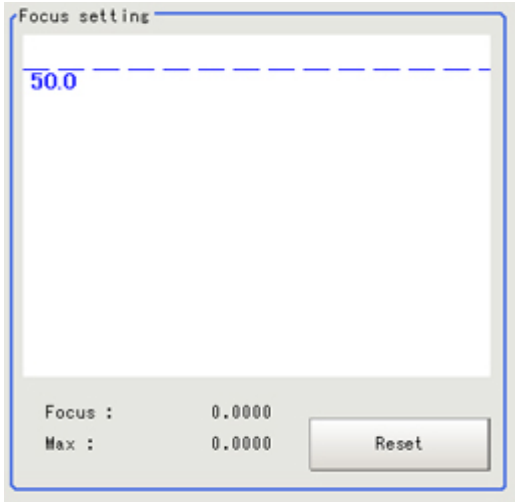 Focus setting
50.0
Focus : 0.0000
Max : 0.0000
Reset